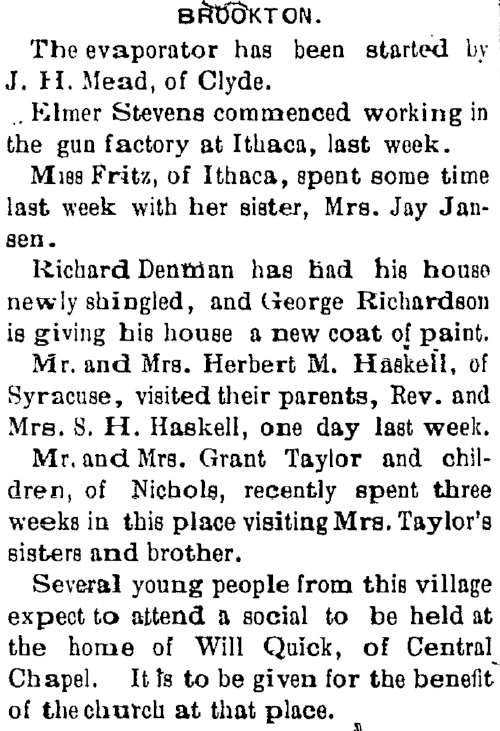 BROOKTON.
The evaporator has been started by
J. H. Mead, of Clyde.
Elmer Stevens commenced working in
the gun factory at Ithaca, last week.
Miss Fritz, of Ithaca, spent some time
last week with her sister, Mrs. Jay Jan-
sen.
Richard Denman has had his house
newly shingled, and George Richardson
is giving his house a new coat of paint.
Mr. and Mrs. Herbert M. Haskell, of
Syracuse, visited their parents, Rev. and
Mrs. S. H. Haskell, one day last week.
Mr. and Mrs. Grant Taylor and chil-
dren, of Nichols, recently spent three
weeks in this place visiting Mrs. Taylor's
sisters and brother.
Several young people from this village
expect to attend a social to be held at
the home of Will Quick, of Central
Chapel. It is to be given for the benefit
of the church at that place.